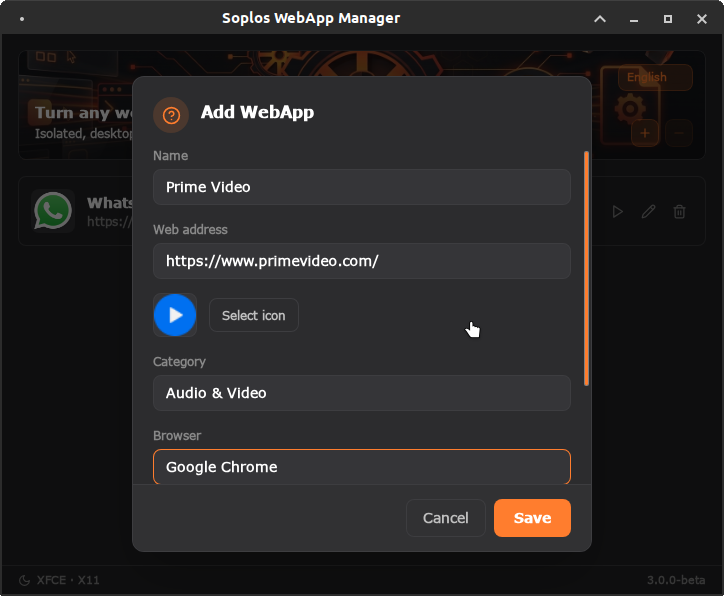 Soplos WebApp Manager
English
Turn any w
Isolated, desktop
Whats
https://
Add WebApp
Name
Prime Video
Web address
https://www.primevideo.com/
Select icon
Category
Audio & Video
Browser
Google Chrome
Cancel
Save
XFCE • X11
3.0.0-beta